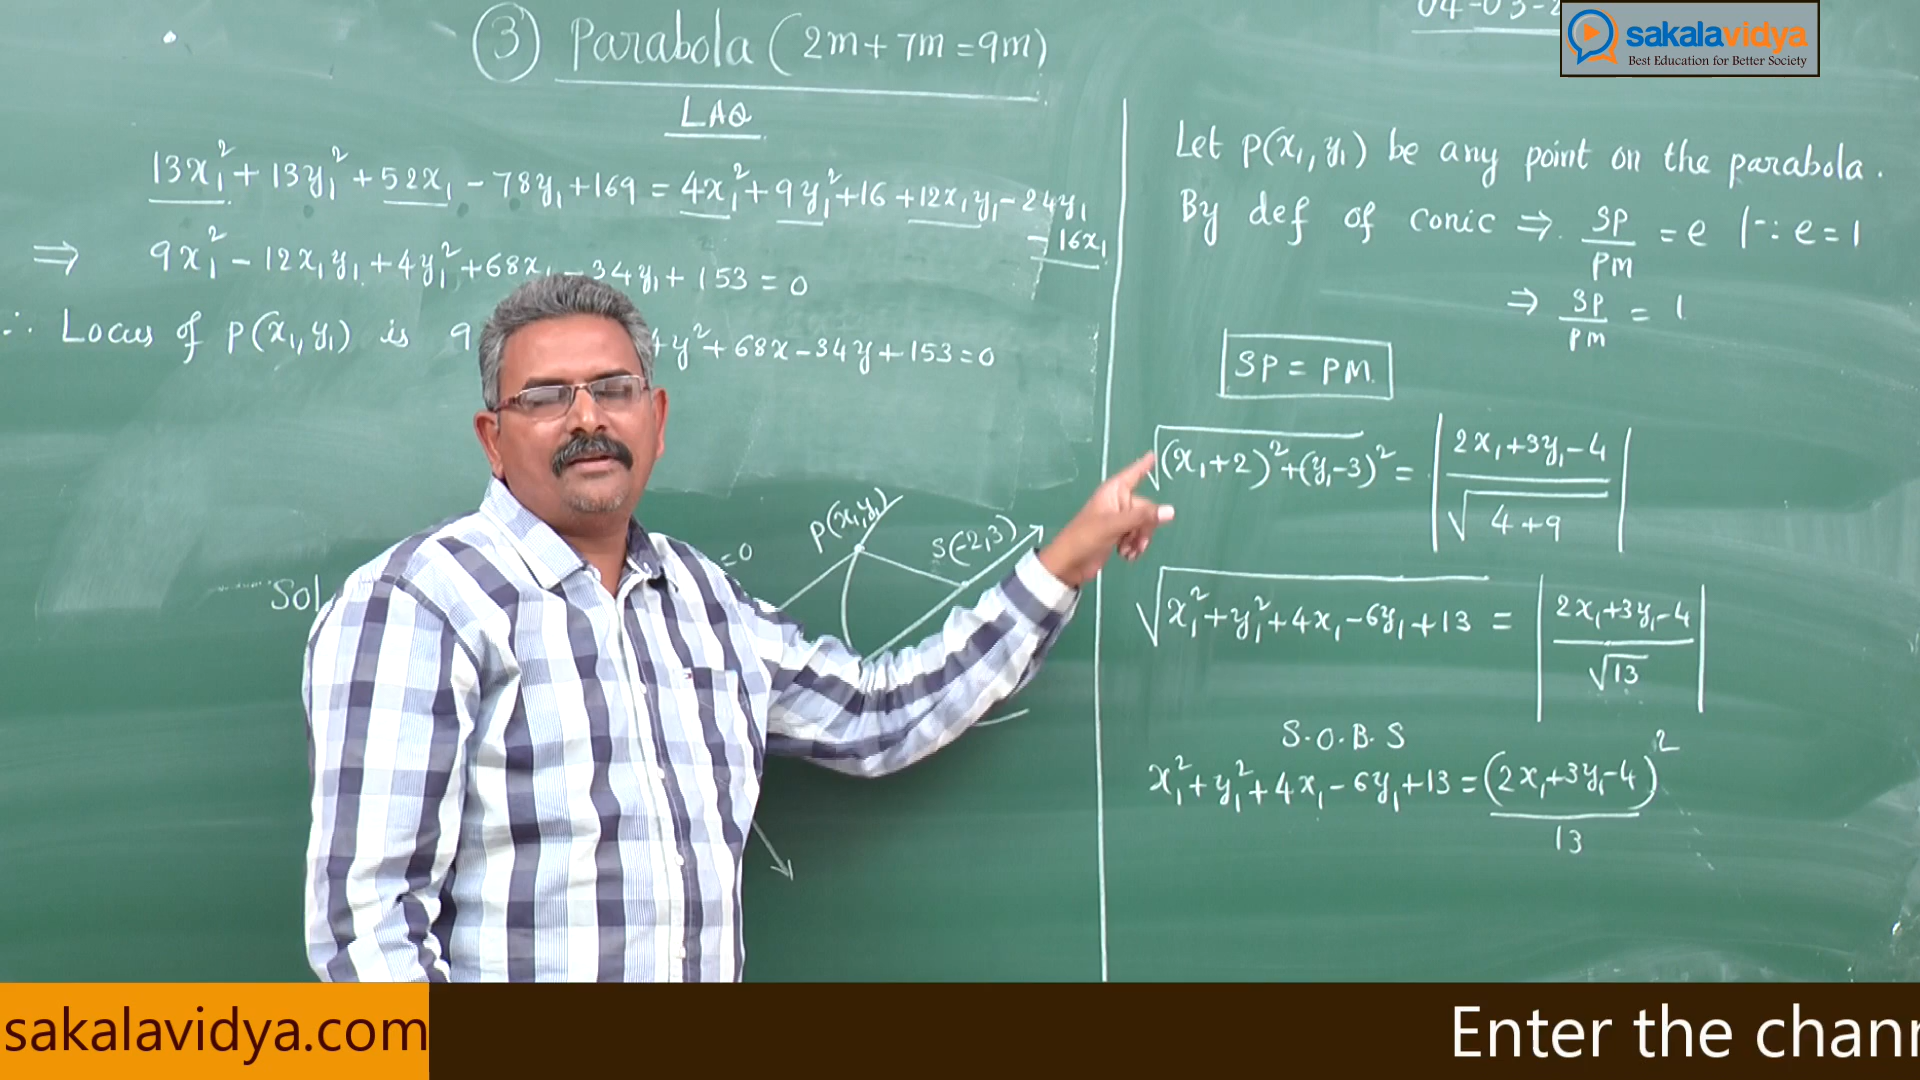 ③ Parabola (2m + 7m = 9m)
LAQ
13x₁² + 13y₁² + 52x₁ - 78y₁ + 169 = 4x₁² + 9y₁² + 16 + 12x₁y₁ - 24y₁
- 16x₁
⇒ 9x₁² - 12x₁y₁ + 4y₁² + 68x₁ - 34y₁ + 153 = 0
∴ Locus of P(x₁, y₁) is 9 4y² + 68x - 34y + 153 = 0
Sol
= 0
P(x₁, y₁)
S(-2, 3)
04-03-2
sakalavidya
Best Education for Better Society
Let P(x₁, y₁) be any point on the parabola.
By def of conic ⇒ SP/PM = e | ∵ e = 1
⇒ SP/PM = 1
SP = PM
√(x₁+2)² + (y₁-3)² = |2x₁+3y₁-4 / √4+9|
√x₁² + y₁² + 4x₁ - 6y₁ + 13 = |2x₁+3y₁-4 / √13|
S.O.B.S
x₁² + y₁² + 4x₁ - 6y₁ + 13 = (2x₁+3y₁-4)² / 13
sakalavidya.com
Enter the